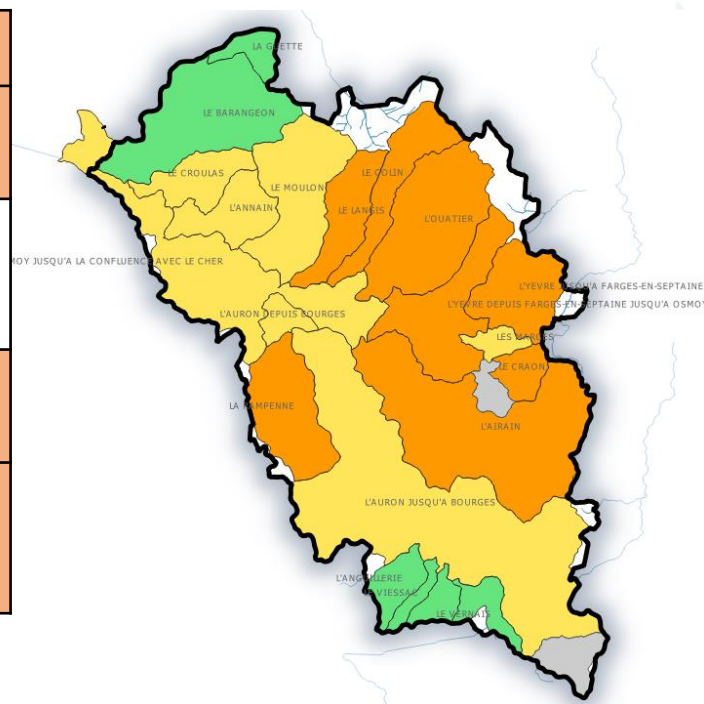 LA GUETTE
LE BARANGEON
LE CROULAS
LE COLIN
LE MOULON
L'ANNAIN
LE LANGIS
L'OUATIER
MOY JUSQU'A LA CONFLUENCE AVEC LE CHER
L'YEVRE JUSQU'A FARGES-EN-SEPTAINE
L'YEVRE DEPUIS FARGES-EN-SEPTAINE JUSQU'A OSMOY
L'AURON DEPUIS BOURGES
LES MARGES
LE CRAON
LA RAMPENNE
L'AIRAIN
L'AURON JUSQU'A BOURGES
L'ANGUILLERIE
LE VIESSAC
LE VERNAIS